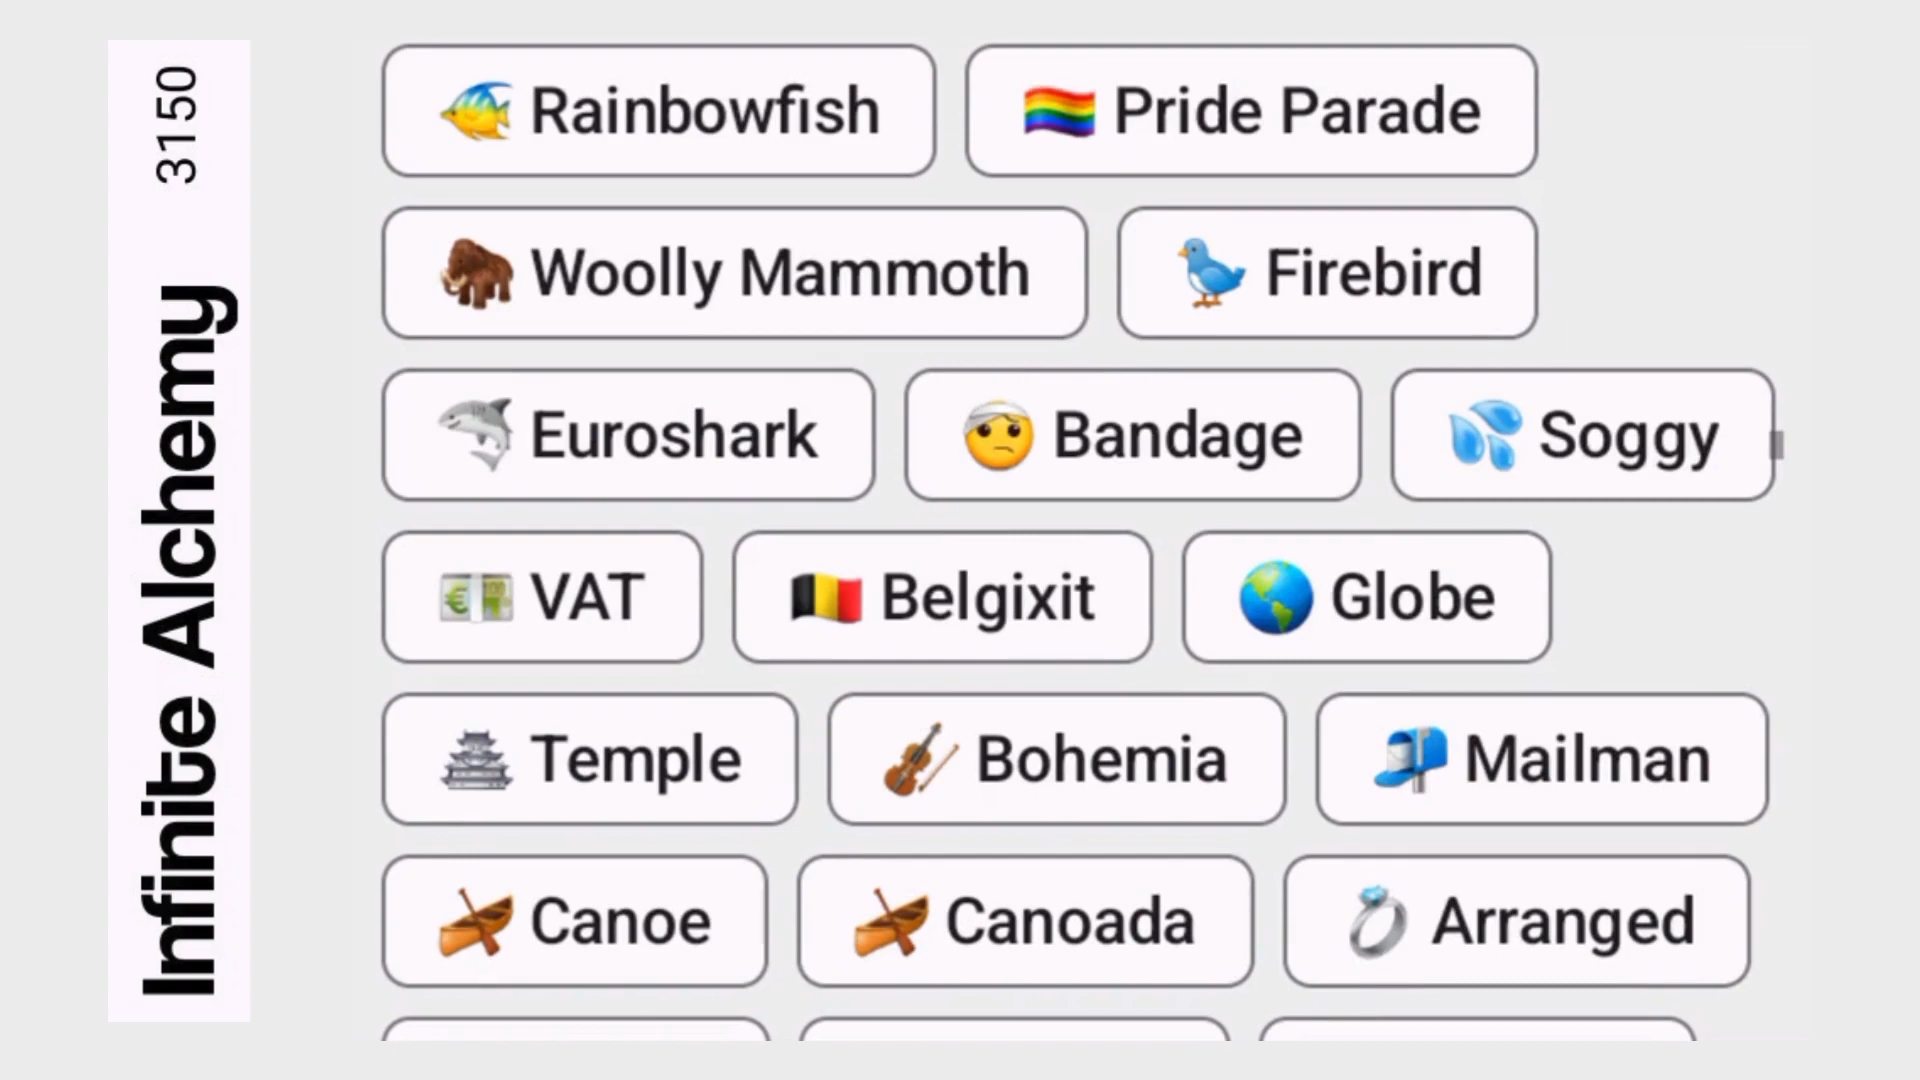 Infinite Alchemy 3150
Rainbowfish Pride Parade
Woolly Mammoth Firebird
Euroshark Bandage Soggy
VAT Belgixit Globe
Temple Bohemia Mailman
Canoe Canoada Arranged